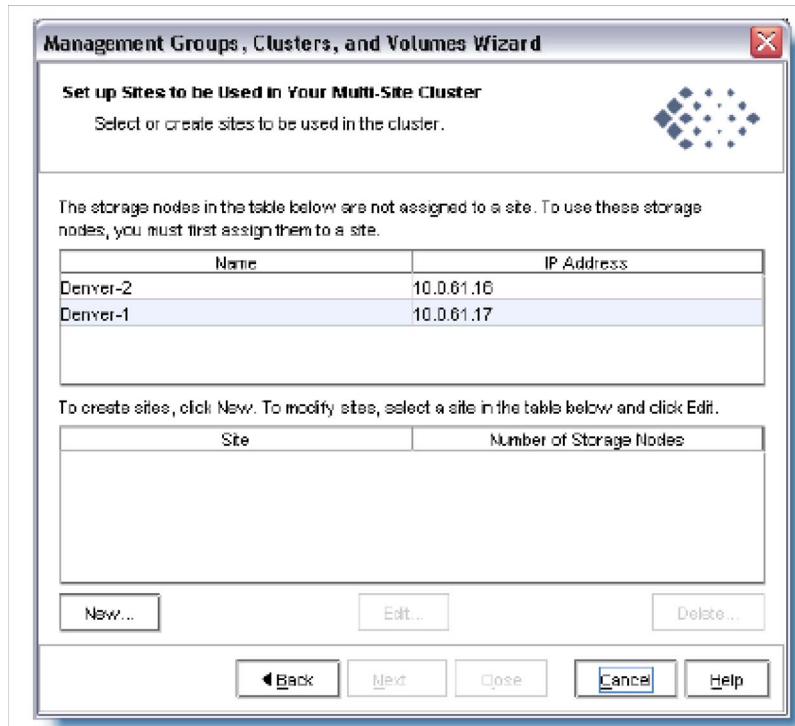 Management Groups, Clusters, and Volumes Wizard
Set up Sites to be Used in Your Multi-Site Cluster
Select or create sites to be used in the cluster.
The storage nodes in the table below are not assigned to a site. To use these storage
nodes, you must first assign them to a site.
Name IP Address
Denver-2 10.0.61.16
Denver-1 10.0.61.17
To create sites, click New. To modify sites, select a site in the table below and click Edit.
Site Number of Storage Nodes
New... Edit... Delete...
Back Next Close Cancel Help